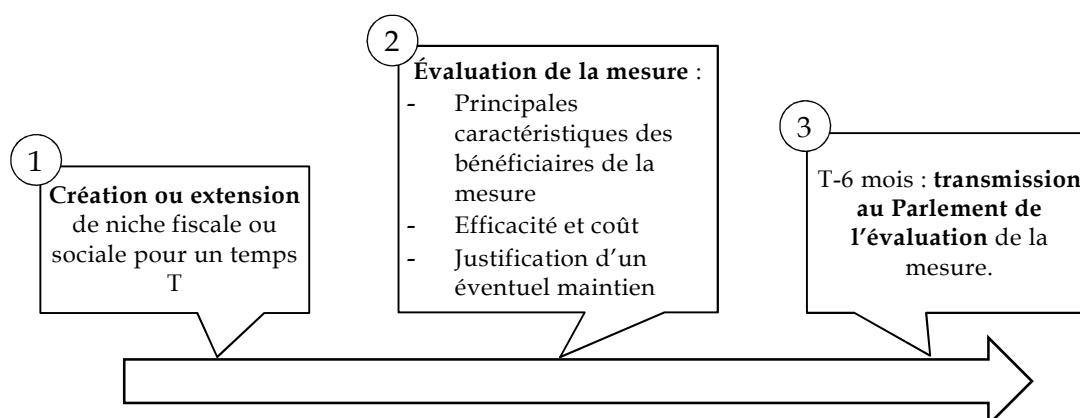 1
Création ou extension
de niche fiscale ou
sociale pour un temps
T
2
Évaluation de la mesure :
- Principales
caractéristiques des
bénéficiaires de la
mesure
- Efficacité et coût
- Justification d’un
éventuel maintien
3
T-6 mois : transmission
au Parlement de
l’évaluation de la
mesure.